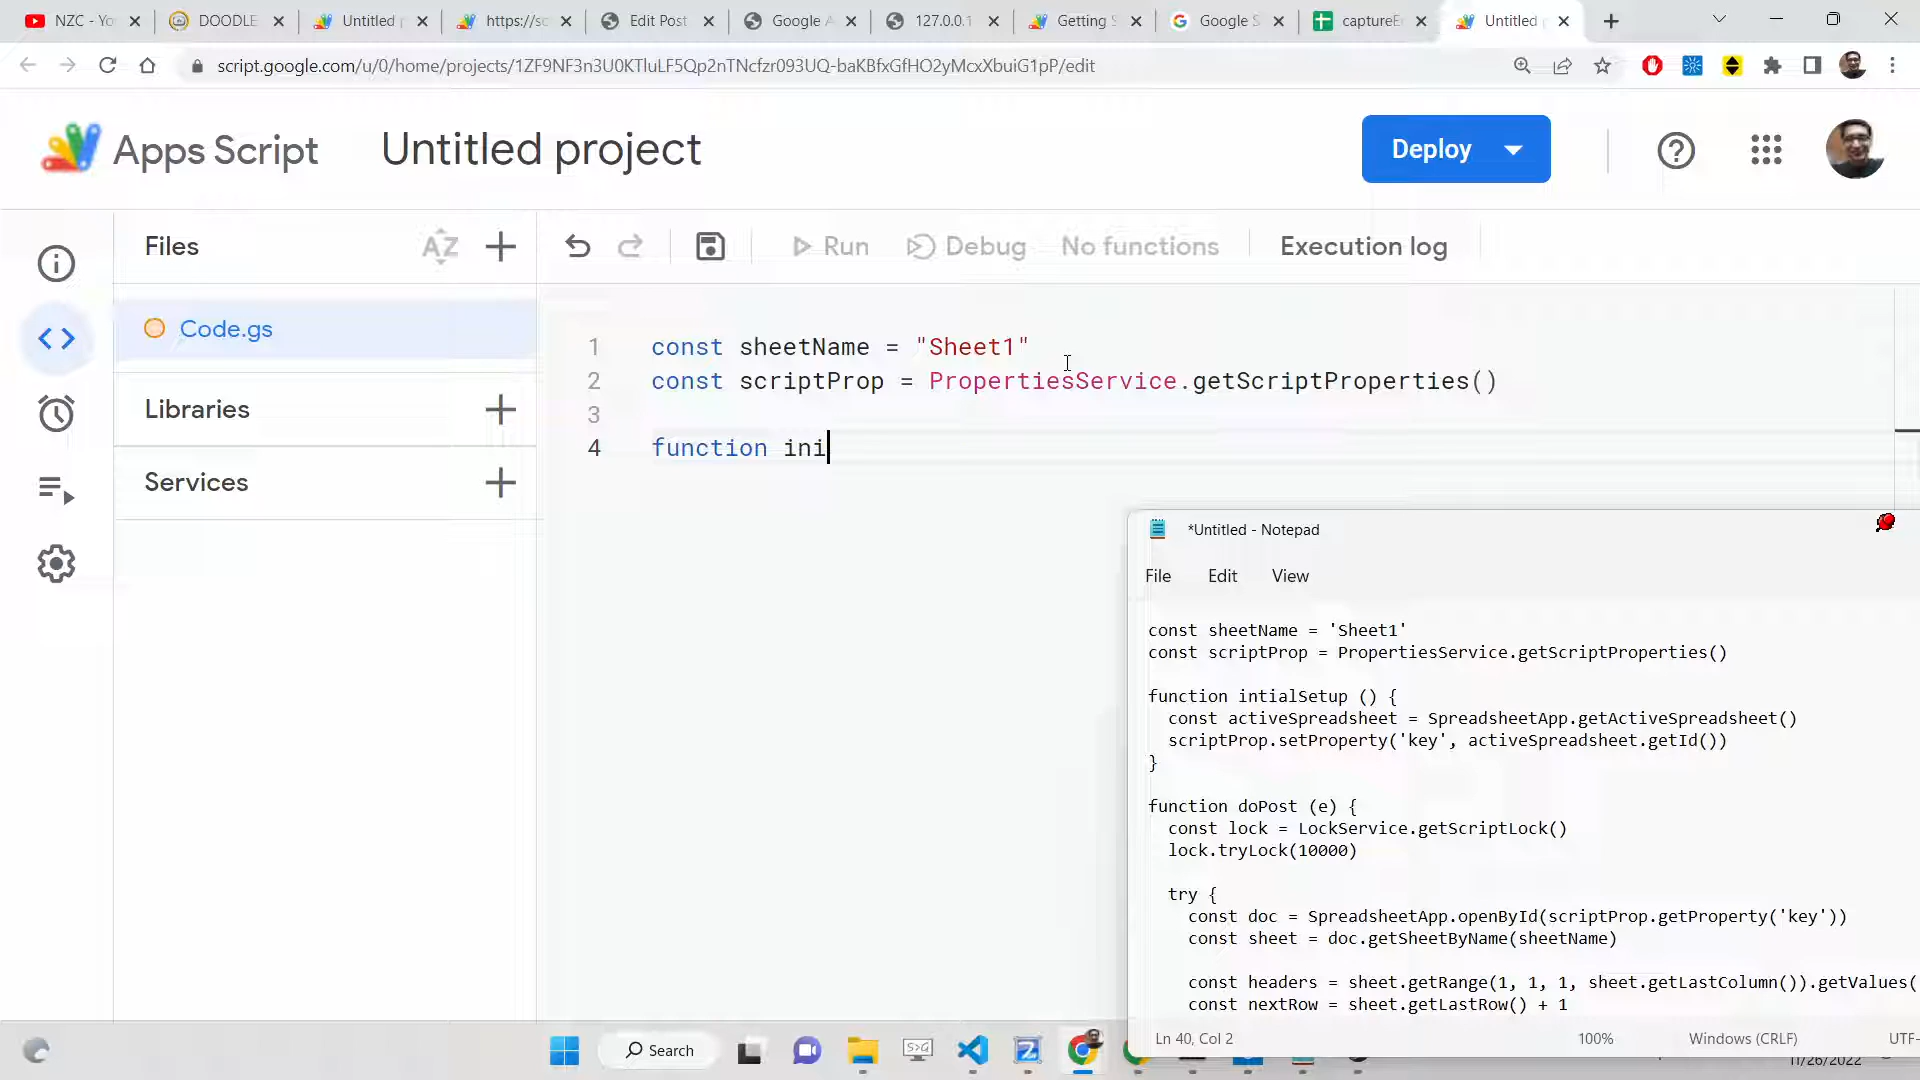 NZC - Yo
DOODLE
Untitled p
https://sc
Edit Post
Google A
127.0.0.1
Getting S
Google S
captureE
Untitled p
script.google.com/u/0/home/projects/1ZF9NF3n3U0KTluLF5Qp2nTNcfzr093UQ-baKBfxGfHO2yMcxXbuiG1pP/edit
Apps Script
Untitled project
Deploy
Files
AZ
Run
Debug
No functions
Execution log
Code.gs
Libraries
Services
1 const sheetName = "Sheet1"
2 const scriptProp = PropertiesService.getScriptProperties()
3
4 function ini
*Untitled - Notepad
File Edit View
const sheetName = 'Sheet1'
const scriptProp = PropertiesService.getScriptProperties()
function intialSetup () {
const activeSpreadsheet = SpreadsheetApp.getActiveSpreadsheet()
scriptProp.setProperty('key', activeSpreadsheet.getId())
}
function doPost (e) {
const lock = LockService.getScriptLock()
lock.tryLock(10000)
try {
const doc = SpreadsheetApp.openById(scriptProp.getProperty('key'))
const sheet = doc.getSheetByName(sheetName)
const headers = sheet.getRange(1, 1, 1, sheet.getLastColumn()).getValues(
const nextRow = sheet.getLastRow() + 1
Ln 40, Col 2
100%
Windows (CRLF)
UTF-
Search
11/26/2022